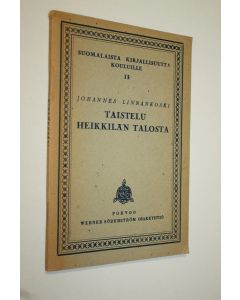 SUOMALAISTA KIRJALLISUUTTA
KOULUILLE
13
JOHANNES LINNANKOSKI
TAISTELU
HEIKKILÄN TALOSTA
PORVOO
WERNER SÖDERSTRÖM OSAKEYHTIÖ